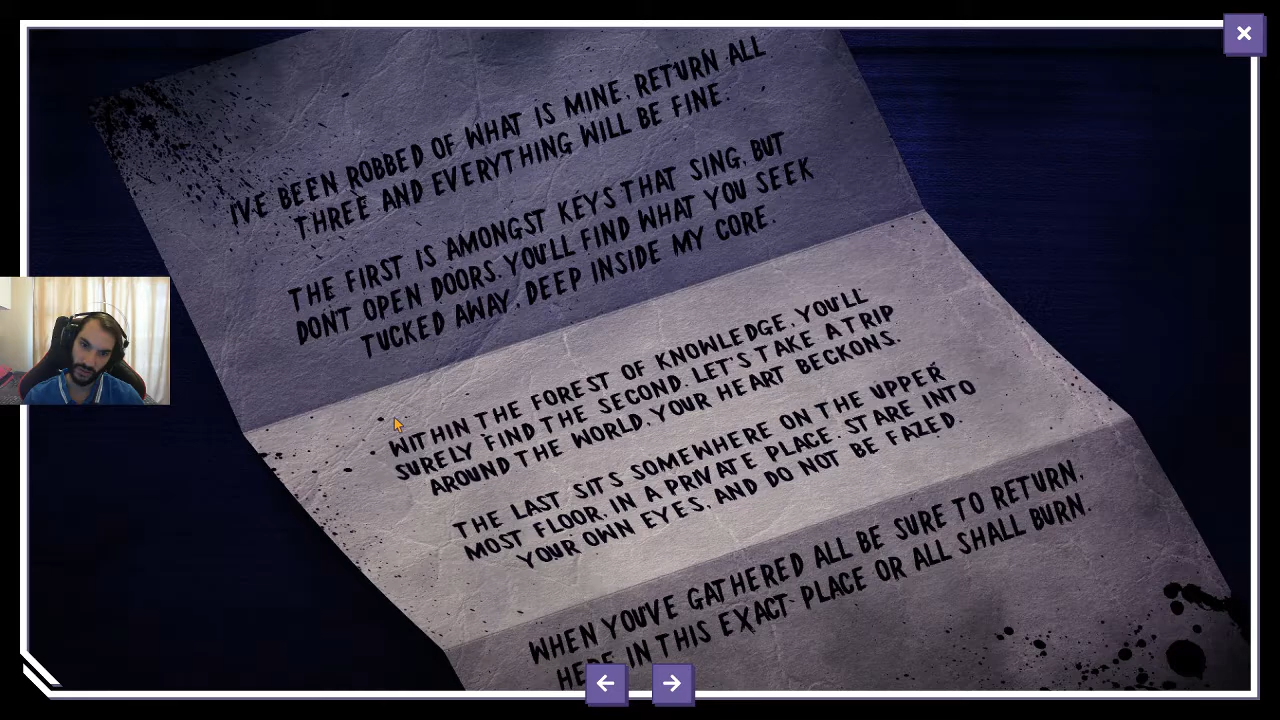 I'VE BEEN ROBBED OF WHAT IS MINE. RETURN ALL
THREE AND EVERYTHING WILL BE FINE.
THE FIRST IS AMONGST KEYS THAT SING, BUT
DON'T OPEN DOORS. YOU'LL FIND WHAT YOU SEEK
TUCKED AWAY, DEEP INSIDE MY CORE.
WITHIN THE FOREST OF KNOWLEDGE, YOU'LL
SURELY FIND THE SECOND. LET'S TAKE A TRIP
AROUND THE WORLD. YOUR HEART BECKONS.
THE LAST SITS SOMEWHERE ON THE UPPER
MOST FLOOR, IN A PRIVATE PLACE. STARE INTO
YOUR OWN EYES, AND DO NOT BE FAZED.
WHEN YOU'VE GATHERED ALL BE SURE TO RETURN,
HERE IN THIS EXACT PLACE OR ALL SHALL BURN.